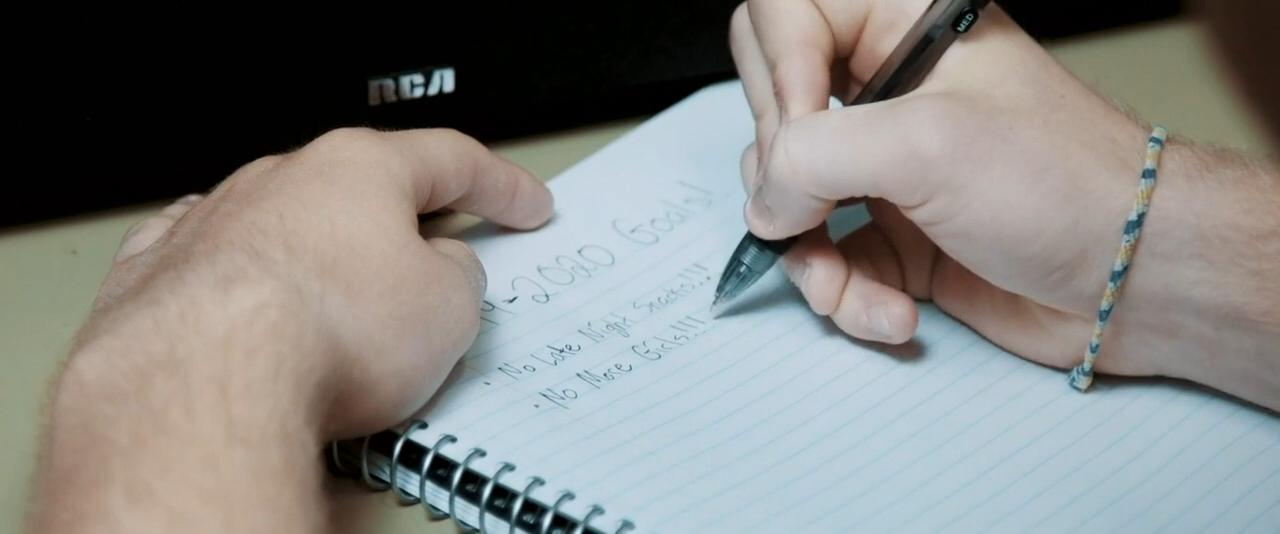 RCA
MED
-2020 Goals!
• No Late Night Snacks!!!
• No More Girls!!!